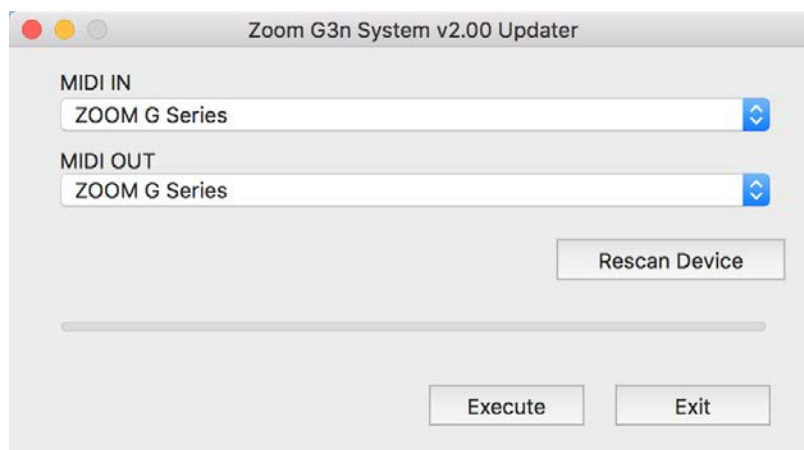 Zoom G3n System v2.00 Updater
MIDI IN
ZOOM G Series
MIDI OUT
ZOOM G Series
Rescan Device
Execute Exit